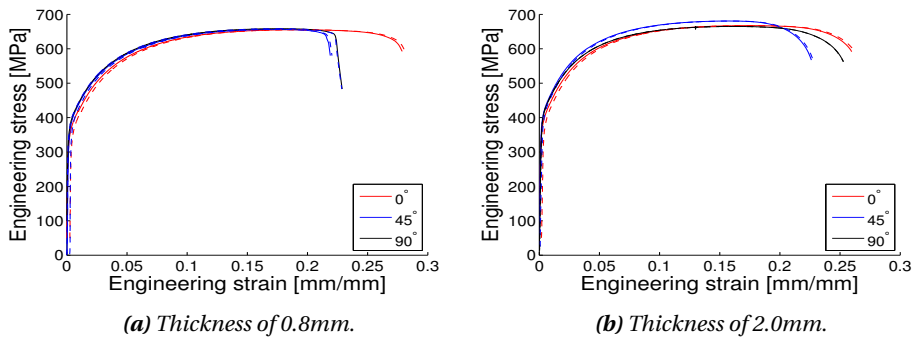 700
600
500
400
300
200
100
0
Engineering stress [MPa]
0°
45°
90°
0 0.05 0.1 0.15 0.2 0.25 0.3
Engineering strain [mm/mm]
(a) Thickness of 0.8mm.
700
600
500
400
300
200
100
0
Engineering stress [MPa]
0°
45°
90°
0 0.05 0.1 0.15 0.2 0.25 0.3
Engineering strain [mm/mm]
(b) Thickness of 2.0mm.